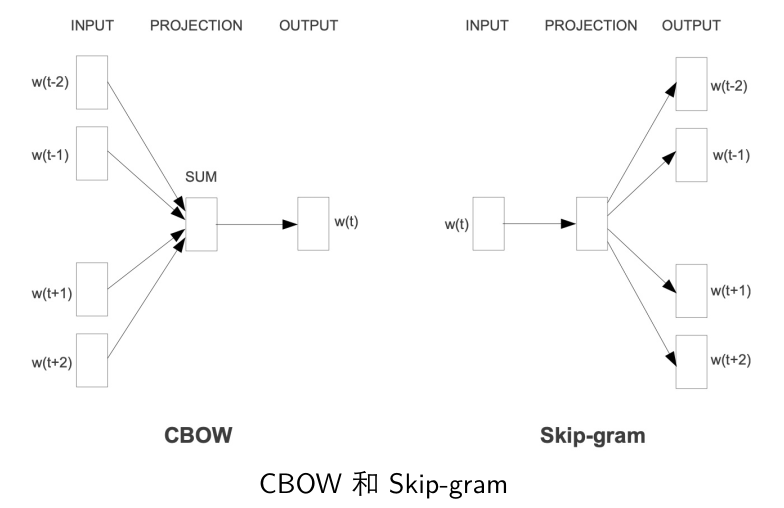 INPUT PROJECTION OUTPUT
w(t-2)
w(t-1)
SUM
w(t)
w(t+1)
w(t+2)
CBOW
INPUT PROJECTION OUTPUT
w(t-2)
w(t-1)
w(t)
w(t+1)
w(t+2)
Skip-gram
CBOW 和 Skip-gram